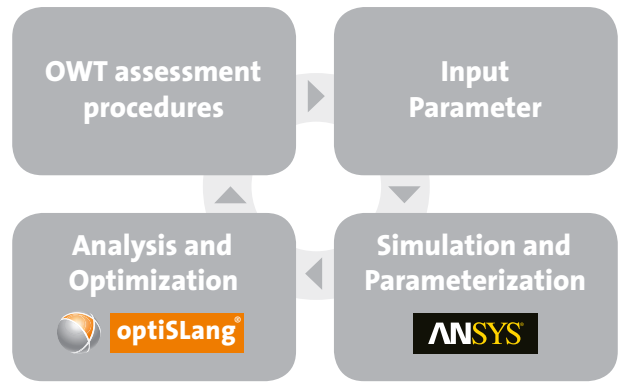 OWT assessment
procedures
Input
Parameter
Analysis and
Optimization
optiSLang®
Simulation and
Parameterization
ANSYS®